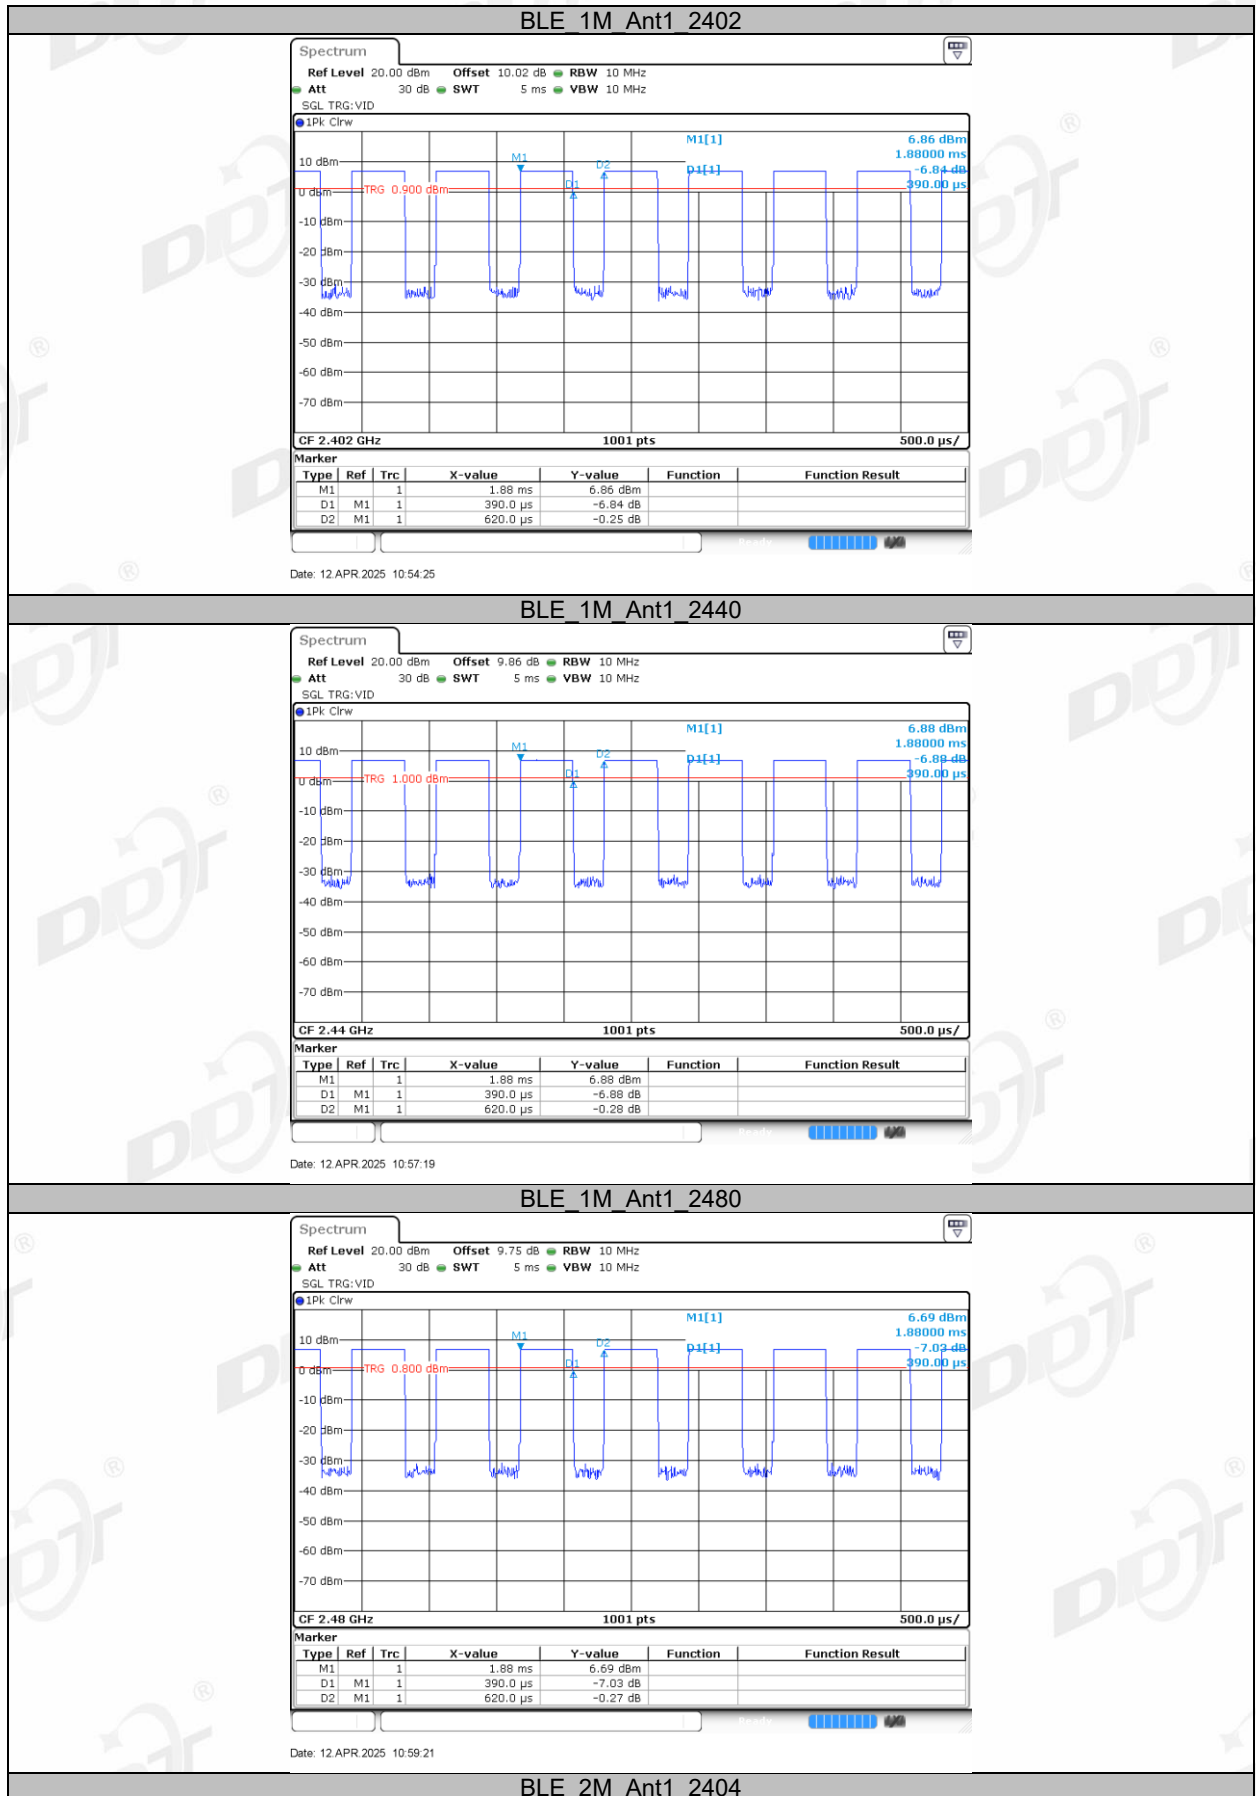 BLE_1M_Ant1_2402
Spectrum
Ref Level 20.00 dBm Offset 10.02 dB RBW 10 MHz
Att 30 dB SWT 5 ms VBW 10 MHz
SGL TRG:VID
1Pk Clrw
M1[1] 6.86 dBm
1.88000 ms
D1[1] -6.84 dB
390.00 µs
M1
D2
D1
10 dBm
0 dBm
TRG 0.900 dBm
-10 dBm
-20 dBm
-30 dBm
-40 dBm
-50 dBm
-60 dBm
-70 dBm
CF 2.402 GHz 1001 pts 500.0 µs/
Marker
Type Ref Trc X-value Y-value Function Function Result
M1 1 1.88 ms 6.86 dBm
D1 M1 1 390.0 µs -6.84 dB
D2 M1 1 620.0 µs -0.25 dB
Ready
Date: 12.APR.2025 10:54:25
BLE_1M_Ant1_2440
Spectrum
Ref Level 20.00 dBm Offset 9.86 dB RBW 10 MHz
Att 30 dB SWT 5 ms VBW 10 MHz
SGL TRG:VID
1Pk Clrw
M1[1] 6.88 dBm
1.88000 ms
D1[1] -6.88 dB
390.00 µs
M1
D2
D1
10 dBm
0 dBm
TRG 1.000 dBm
-10 dBm
-20 dBm
-30 dBm
-40 dBm
-50 dBm
-60 dBm
-70 dBm
CF 2.44 GHz 1001 pts 500.0 µs/
Marker
Type Ref Trc X-value Y-value Function Function Result
M1 1 1.88 ms 6.88 dBm
D1 M1 1 390.0 µs -6.88 dB
D2 M1 1 620.0 µs -0.28 dB
Ready
Date: 12.APR.2025 10:57:19
BLE_1M_Ant1_2480
Spectrum
Ref Level 20.00 dBm Offset 9.75 dB RBW 10 MHz
Att 30 dB SWT 5 ms VBW 10 MHz
SGL TRG:VID
1Pk Clrw
M1[1] 6.69 dBm
1.88000 ms
D1[1] -7.03 dB
390.00 µs
M1
D2
D1
10 dBm
0 dBm
TRG 0.800 dBm
-10 dBm
-20 dBm
-30 dBm
-40 dBm
-50 dBm
-60 dBm
-70 dBm
CF 2.48 GHz 1001 pts 500.0 µs/
Marker
Type Ref Trc X-value Y-value Function Function Result
M1 1 1.88 ms 6.69 dBm
D1 M1 1 390.0 µs -7.03 dB
D2 M1 1 620.0 µs -0.27 dB
Ready
Date: 12.APR.2025 10:59:21
BLE_2M_Ant1_2404